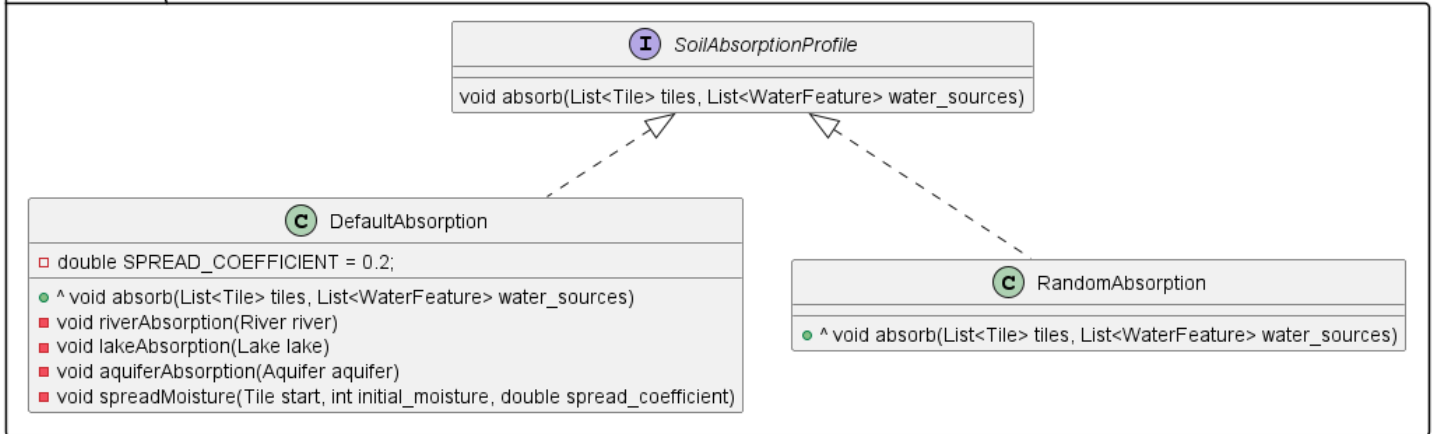 I SoilAbsorptionProfile
void absorb(List<Tile> tiles, List<WaterFeature> water_sources)
C DefaultAbsorption
double SPREAD_COEFFICIENT = 0.2;
^ void absorb(List<Tile> tiles, List<WaterFeature> water_sources)
void riverAbsorption(River river)
void lakeAbsorption(Lake lake)
void aquiferAbsorption(Aquifer aquifer)
void spreadMoisture(Tile start, int initial_moisture, double spread_coefficient)
C RandomAbsorption
^ void absorb(List<Tile> tiles, List<WaterFeature> water_sources)